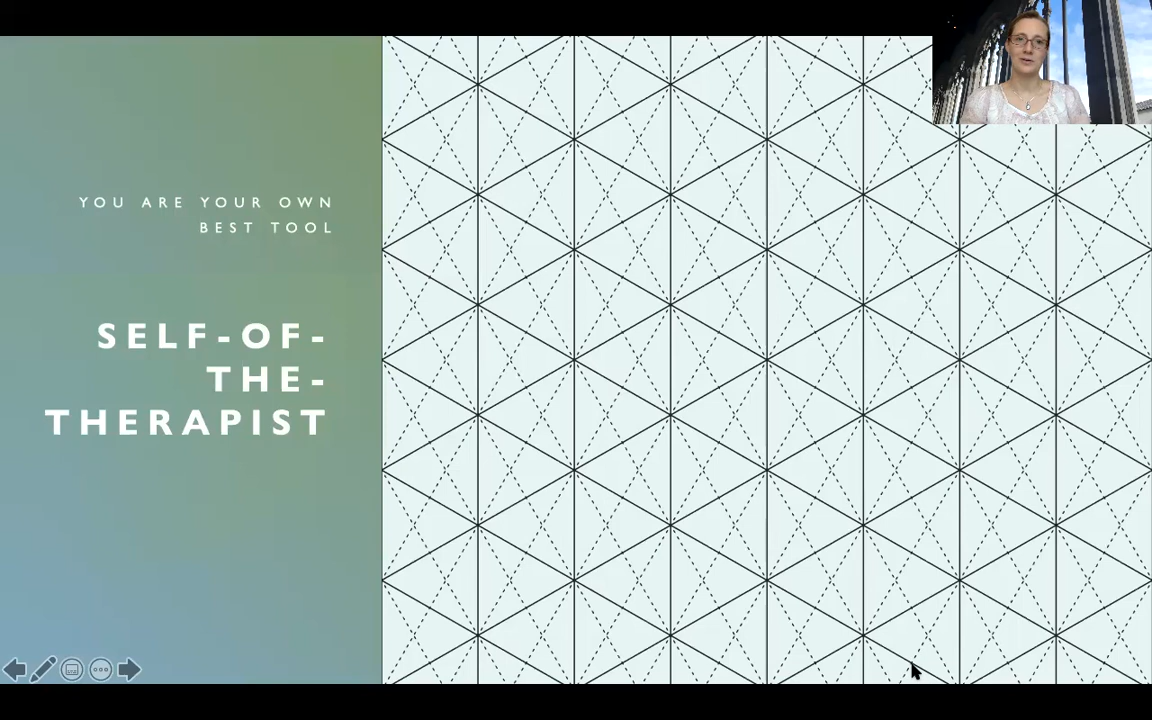 YOU ARE YOUR OWN
BEST TOOL
SELF-OF-
THE-
THERAPIST